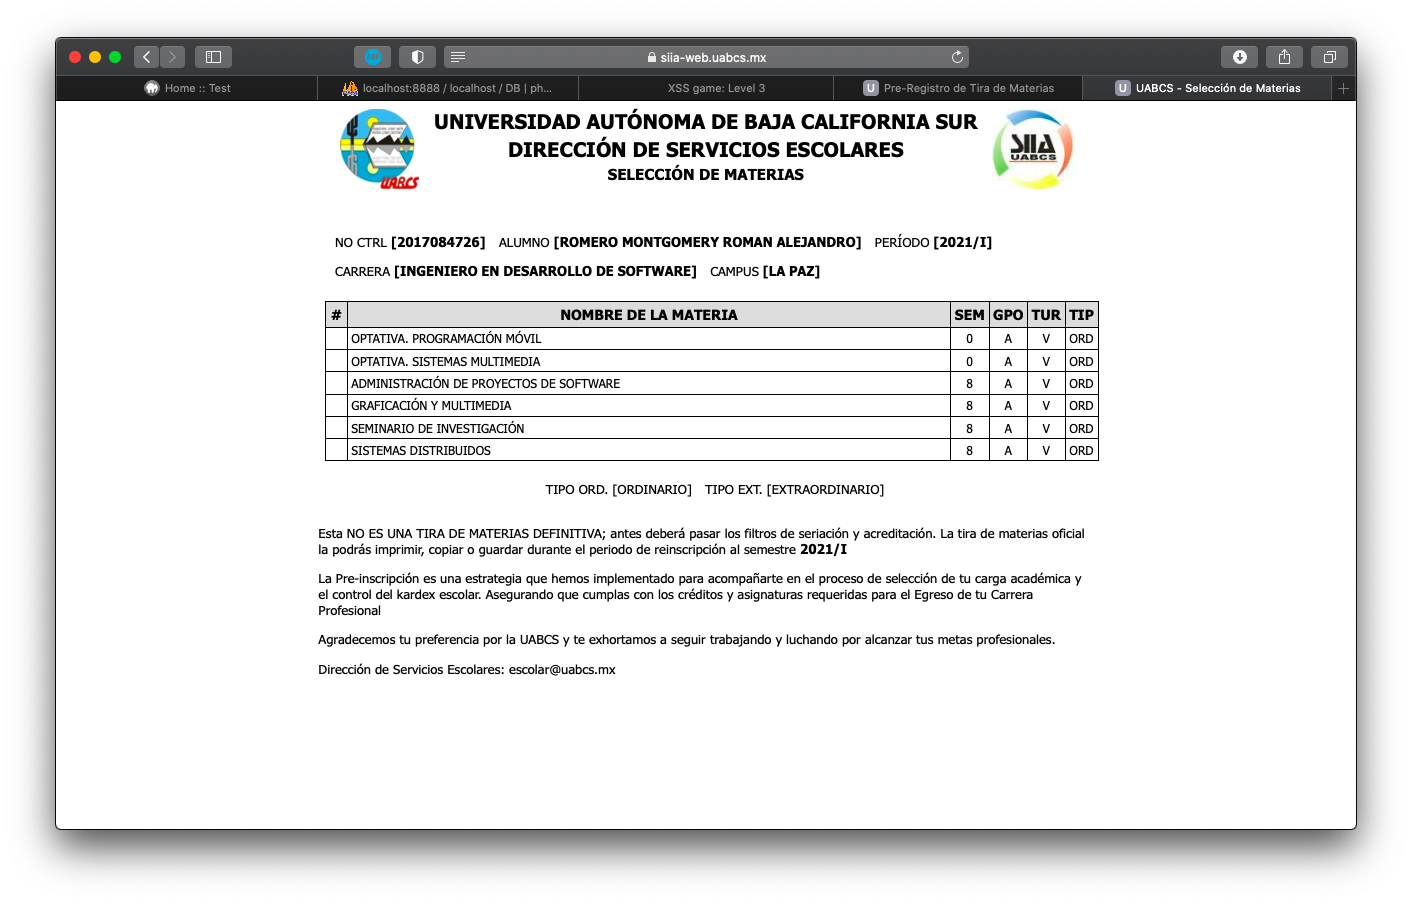 siia-web.uabcs.mx
Home :: Test
localhost:8888 / localhost / DB | ph...
XSS game: Level 3
U Pre-Registro de Tira de Materias
U UABCS - Selección de Materias
UNIVERSIDAD AUTÓNOMA DE BAJA CALIFORNIA SUR
DIRECCIÓN DE SERVICIOS ESCOLARES
SELECCIÓN DE MATERIAS
UABCS
SIIA
UABCS
NO CTRL [2017084726] ALUMNO [ROMERO MONTGOMERY ROMAN ALEJANDRO] PERÍODO [2021/I]
CARRERA [INGENIERO EN DESARROLLO DE SOFTWARE] CAMPUS [LA PAZ]
# NOMBRE DE LA MATERIA SEM GPO TUR TIP
OPTATIVA. PROGRAMACIÓN MÓVIL 0 A V ORD
OPTATIVA. SISTEMAS MULTIMEDIA 0 A V ORD
ADMINISTRACIÓN DE PROYECTOS DE SOFTWARE 8 A V ORD
GRAFICACIÓN Y MULTIMEDIA 8 A V ORD
SEMINARIO DE INVESTIGACIÓN 8 A V ORD
SISTEMAS DISTRIBUIDOS 8 A V ORD
TIPO ORD. [ORDINARIO] TIPO EXT. [EXTRAORDINARIO]
Esta NO ES UNA TIRA DE MATERIAS DEFINITIVA; antes deberá pasar los filtros de seriación y acreditación. La tira de materias oficial
la podrás imprimir, copiar o guardar durante el periodo de reinscripción al semestre 2021/I
La Pre-inscripción es una estrategia que hemos implementado para acompañarte en el proceso de selección de tu carga académica y
el control del kardex escolar. Asegurando que cumplas con los créditos y asignaturas requeridas para el Egreso de tu Carrera
Profesional
Agradecemos tu preferencia por la UABCS y te exhortamos a seguir trabajando y luchando por alcanzar tus metas profesionales.
Dirección de Servicios Escolares: escolar@uabcs.mx